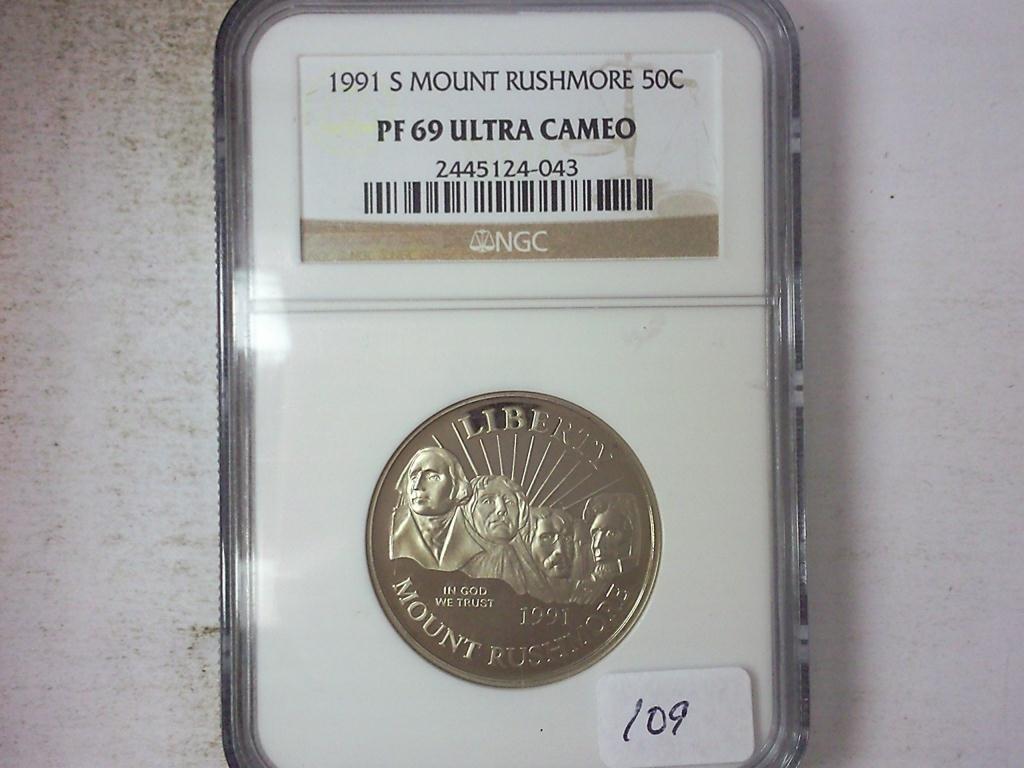 1991 S MOUNT RUSHMORE 50C
PF 69 ULTRA CAMEO
2445124-043
NGC
LIBERTY
IN GOD
WE TRUST
1991
MOUNT RUSHMORE
109